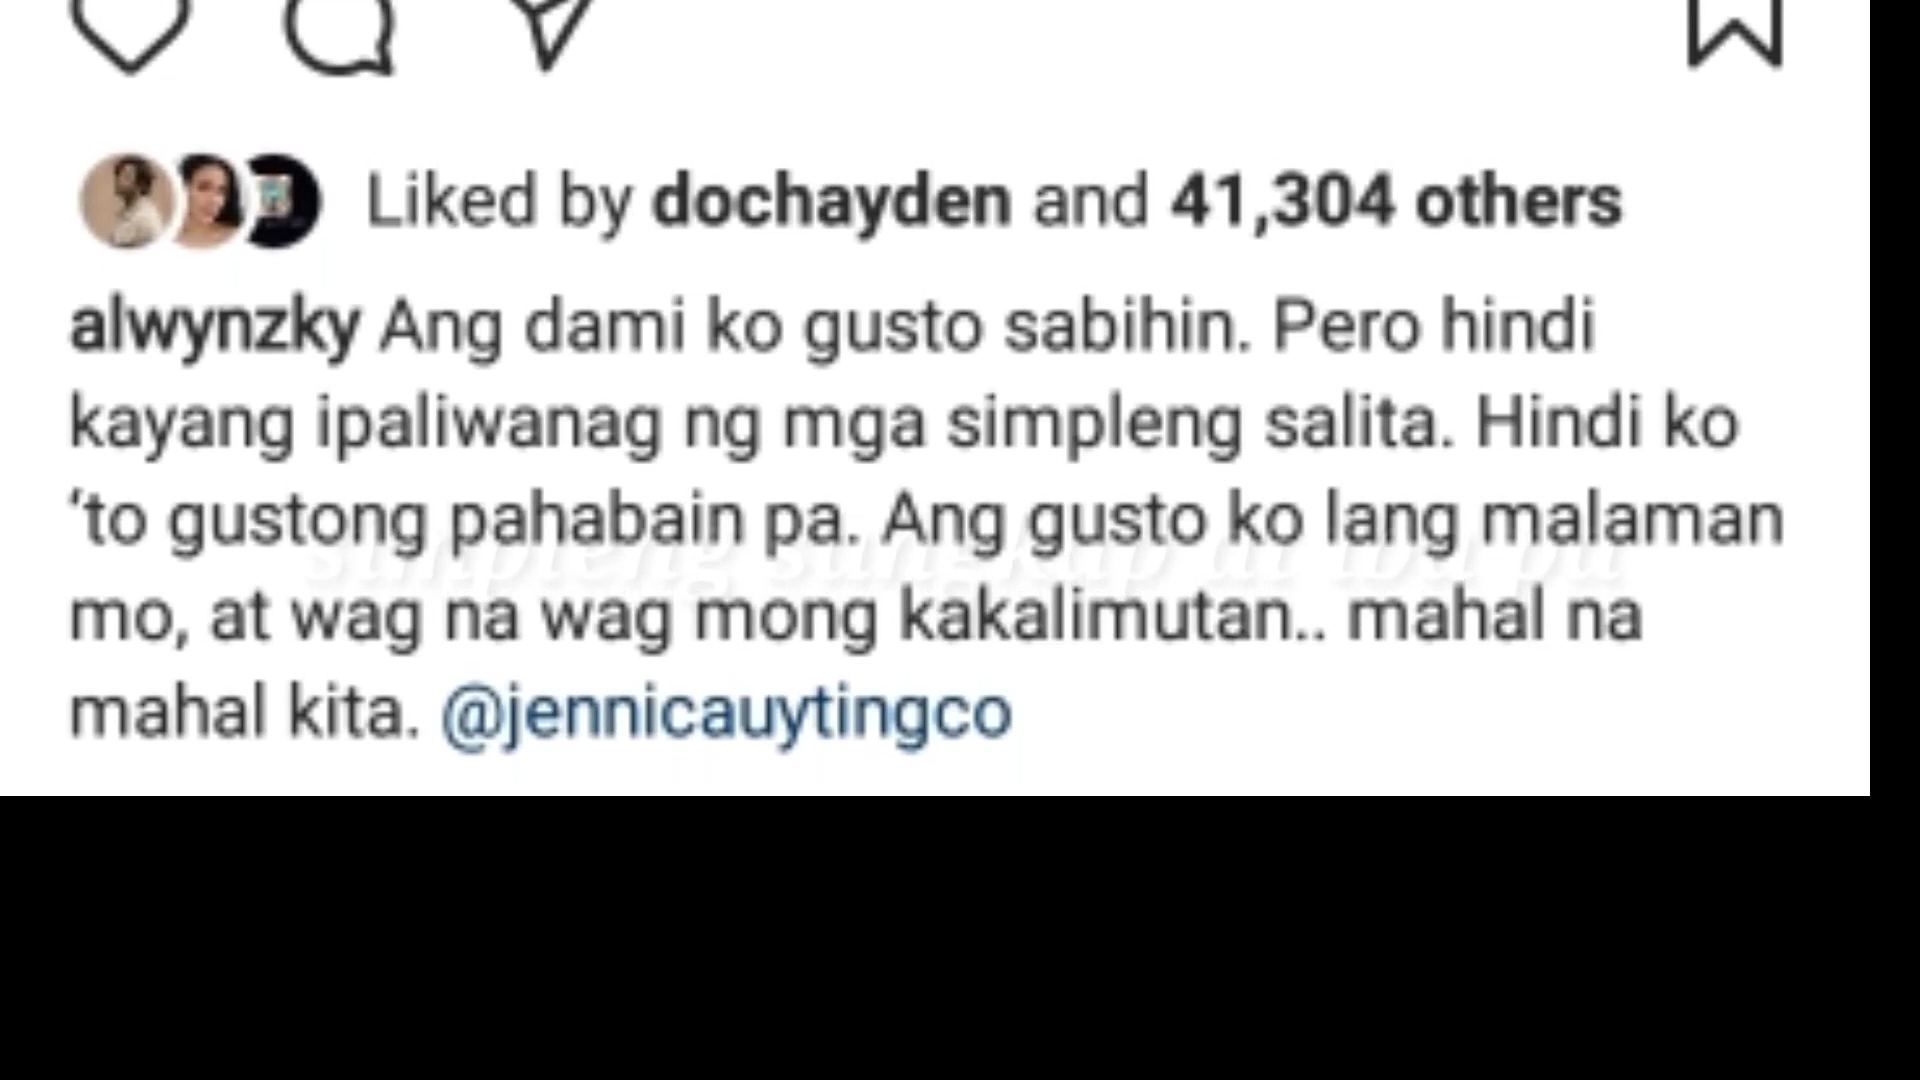 Liked by dochayden and 41,304 others
alwynzky Ang dami ko gusto sabihin. Pero hindi
kayang ipaliwanag ng mga simpleng salita. Hindi ko
‘to gustong pahabain pa. Ang gusto ko lang malaman
mo, at wag na wag mong kakalimutan.. mahal na
mahal kita. @jennicauytingco